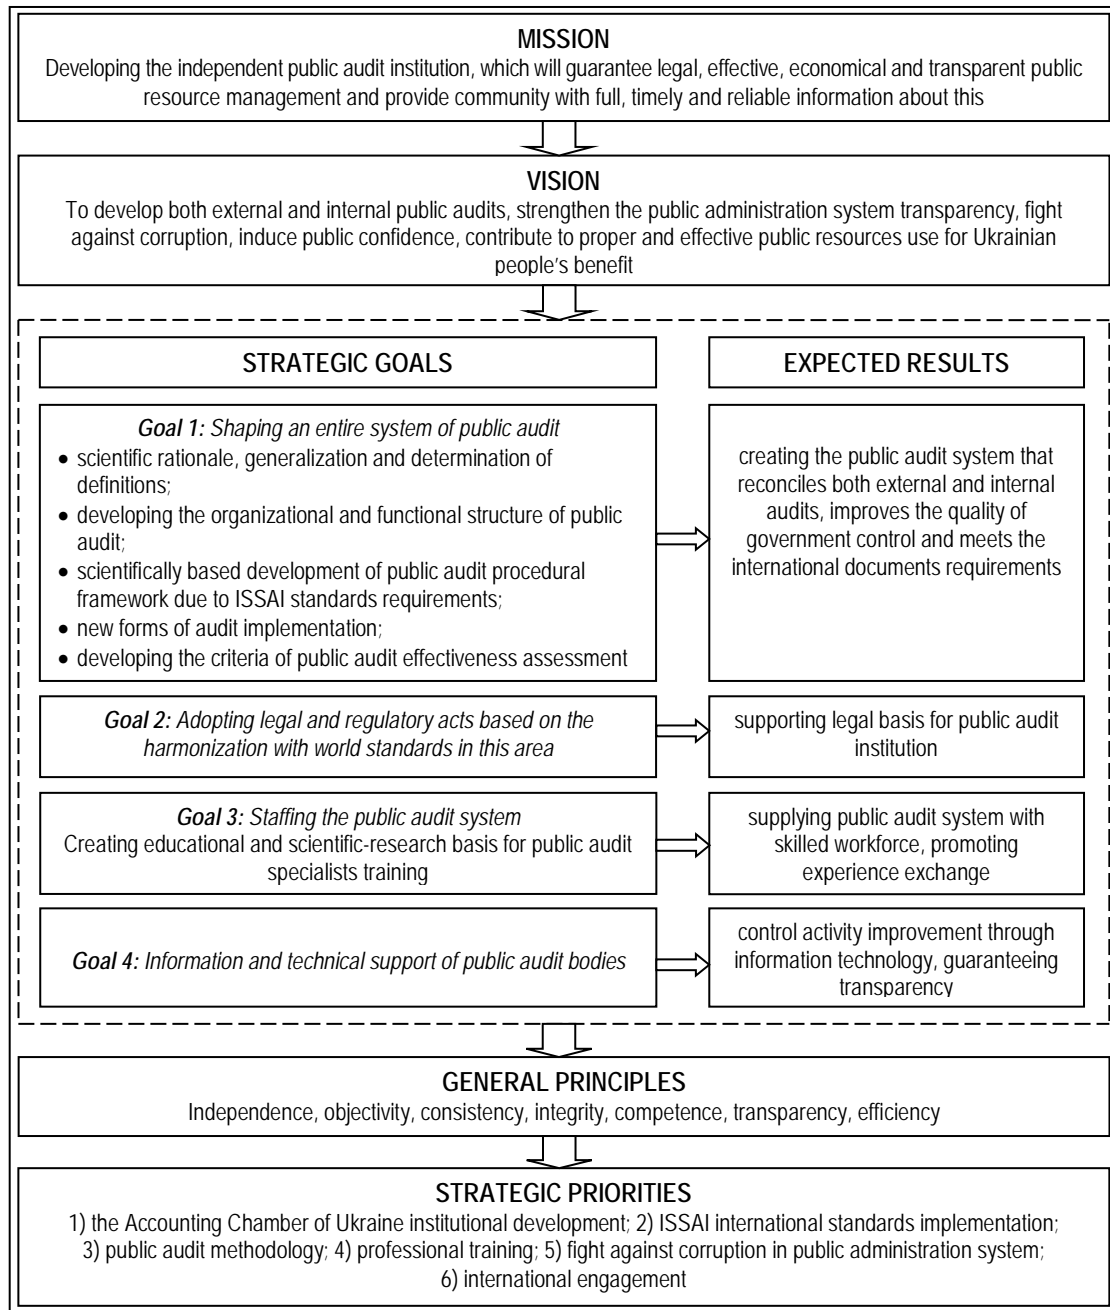 MISSION
Developing the independent public audit institution, which will guarantee legal, effective, economical and transparent public
resource management and provide community with full, timely and reliable information about this
VISION
To develop both external and internal public audits, strengthen the public administration system transparency, fight
against corruption, induce public confidence, contribute to proper and effective public resources use for Ukrainian
people's benefit
STRATEGIC GOALS
EXPECTED RESULTS
Goal 1: Shaping an entire system of public audit
• scientific rationale, generalization and determination of
definitions;
• developing the organizational and functional structure of public
audit;
• scientifically based development of public audit procedural
framework due to ISSAI standards requirements;
• new forms of audit implementation;
• developing the criteria of public audit effectiveness assessment
creating the public audit system that
reconciles both external and internal
audits, improves the quality of
government control and meets the
international documents requirements
Goal 2: Adopting legal and regulatory acts based on the
harmonization with world standards in this area
supporting legal basis for public audit
institution
Goal 3: Staffing the public audit system
Creating educational and scientific-research basis for public audit
specialists training
supplying public audit system with
skilled workforce, promoting
experience exchange
Goal 4: Information and technical support of public audit bodies
control activity improvement through
information technology, guaranteeing
transparency
GENERAL PRINCIPLES
Independence, objectivity, consistency, integrity, competence, transparency, efficiency
STRATEGIC PRIORITIES
1) the Accounting Chamber of Ukraine institutional development; 2) ISSAI international standards implementation;
3) public audit methodology; 4) professional training; 5) fight against corruption in public administration system;
6) international engagement